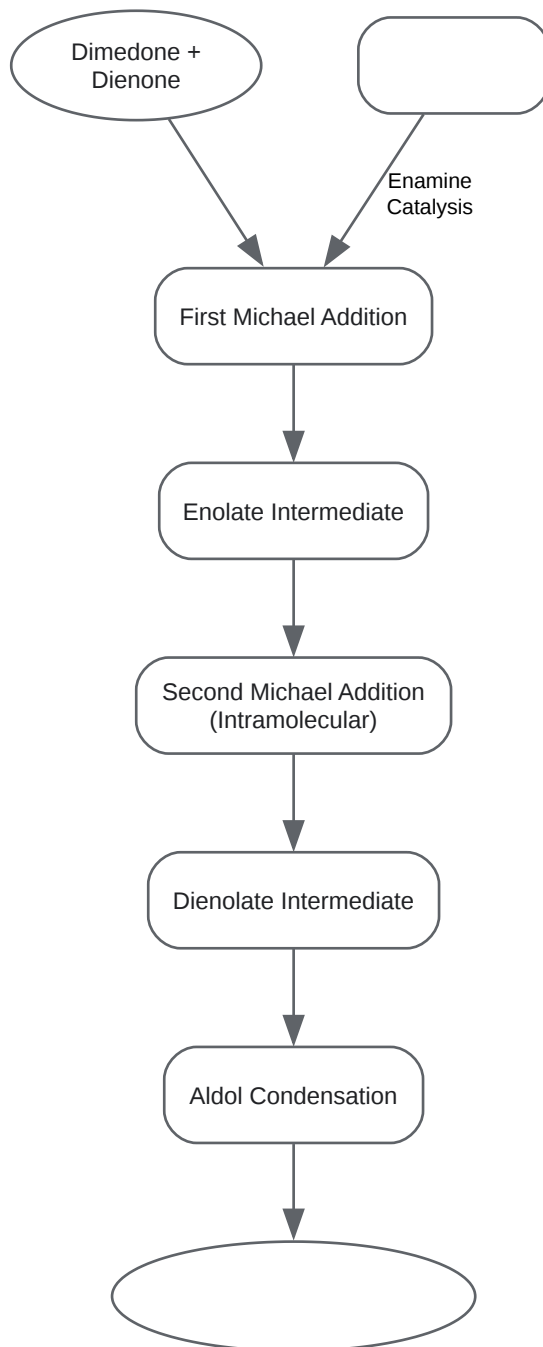 Dimedone +
Dienone
Enamine
Catalysis
First Michael Addition
Enolate Intermediate
Second Michael Addition
(Intramolecular)
Dienolate Intermediate
Aldol Condensation